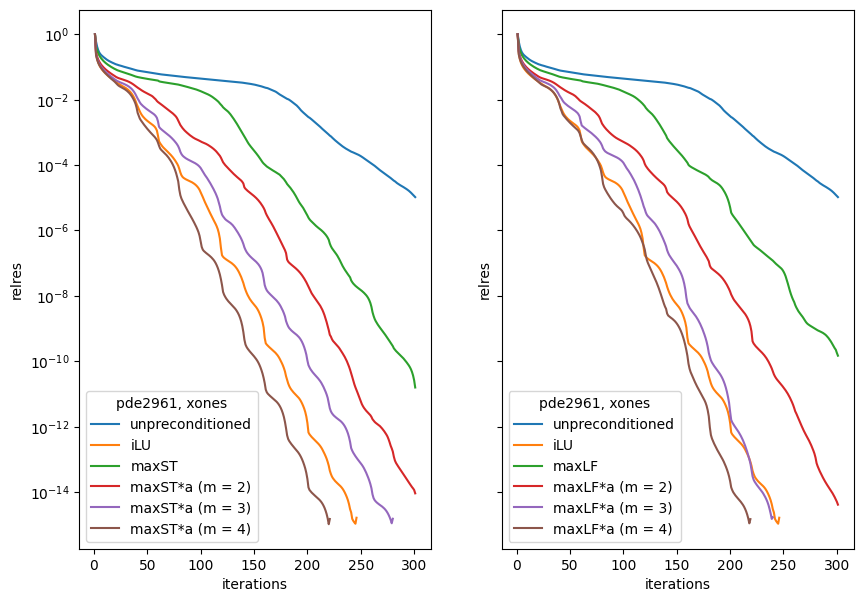 10⁰
10⁻²
10⁻⁴
10⁻⁶
10⁻⁸
10⁻¹⁰
10⁻¹²
10⁻¹⁴
relres
pde2961, xones
unpreconditioned
iLU
maxST
maxST*a (m = 2)
maxST*a (m = 3)
maxST*a (m = 4)
0 50 100 150 200 250 300
iterations
relres
pde2961, xones
unpreconditioned
iLU
maxLF
maxLF*a (m = 2)
maxLF*a (m = 3)
maxLF*a (m = 4)
0 50 100 150 200 250 300
iterations